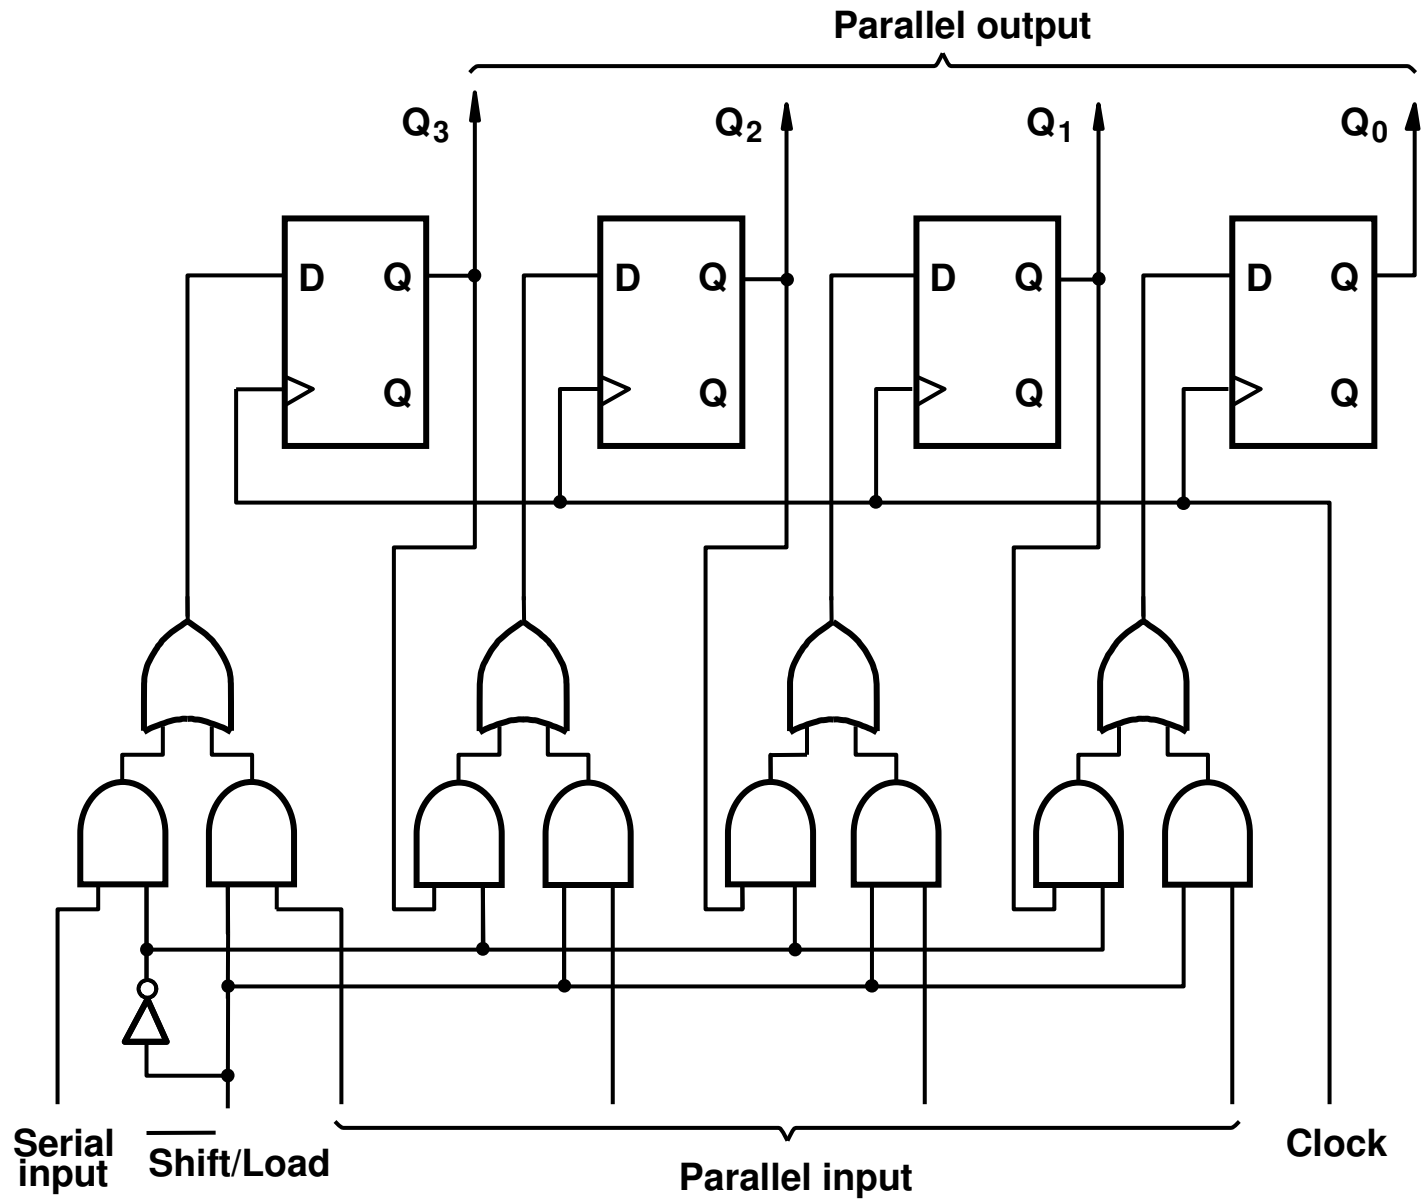 Parallel output
Q3 Q2 Q1 Q0
D Q D Q D Q D Q
Q Q Q Q
Serial
input
Shift/Load
Parallel input
Clock